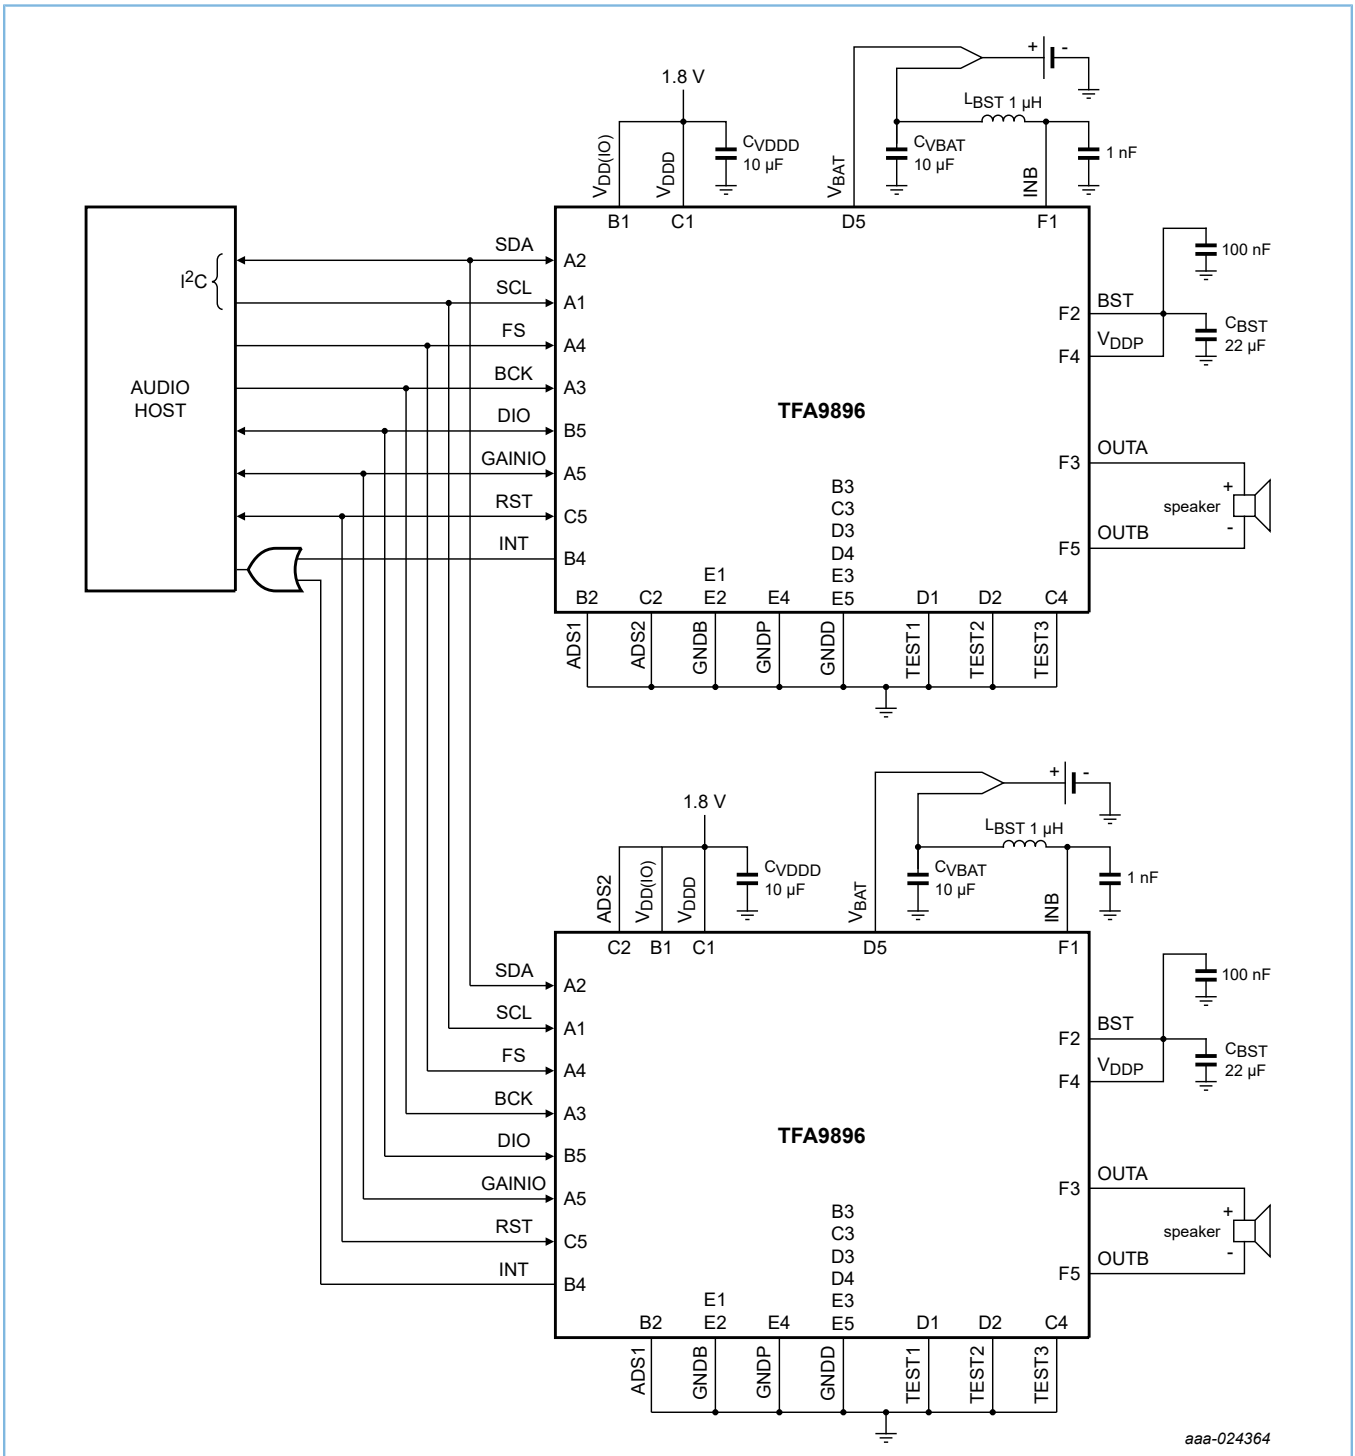 1.8 V
+ -
LBST 1 µH
CVDDD
10 µF
CVBAT
10 µF
1 nF
VDD(IO)
VDDD
VBAT
INB
B1 C1 D5 F1
AUDIO
HOST
I2C
SDA A2
SCL A1
FS A4
BCK A3
DIO B5
GAINIO A5
RST C5
INT B4
TFA9896
100 nF
F2 BST
F4 VDDP
CBST
22 µF
F3 OUTA
+
speaker
-
F5 OUTB
B3
C3
D3
D4
E1 E3
B2 C2 E2 E4 E5 D1 D2 C4
ADS1
ADS2
GNDB
GNDP
GNDD
TEST1
TEST2
TEST3
+ -
1.8 V
LBST 1 µH
CVDDD
10 µF
CVBAT
10 µF
1 nF
ADS2
VDD(IO)
VDDD
VBAT
INB
C2 B1 C1 D5 F1
SDA A2
SCL A1
FS A4
BCK A3
DIO B5
GAINIO A5
RST C5
INT B4
TFA9896
100 nF
F2 BST
F4 VDDP
CBST
22 µF
F3 OUTA
+
speaker
-
F5 OUTB
B3
C3
D3
D4
E1 E3
B2 E2 E4 E5 D1 D2 C4
ADS1
GNDB
GNDP
GNDD
TEST1
TEST2
TEST3
aaa-024364